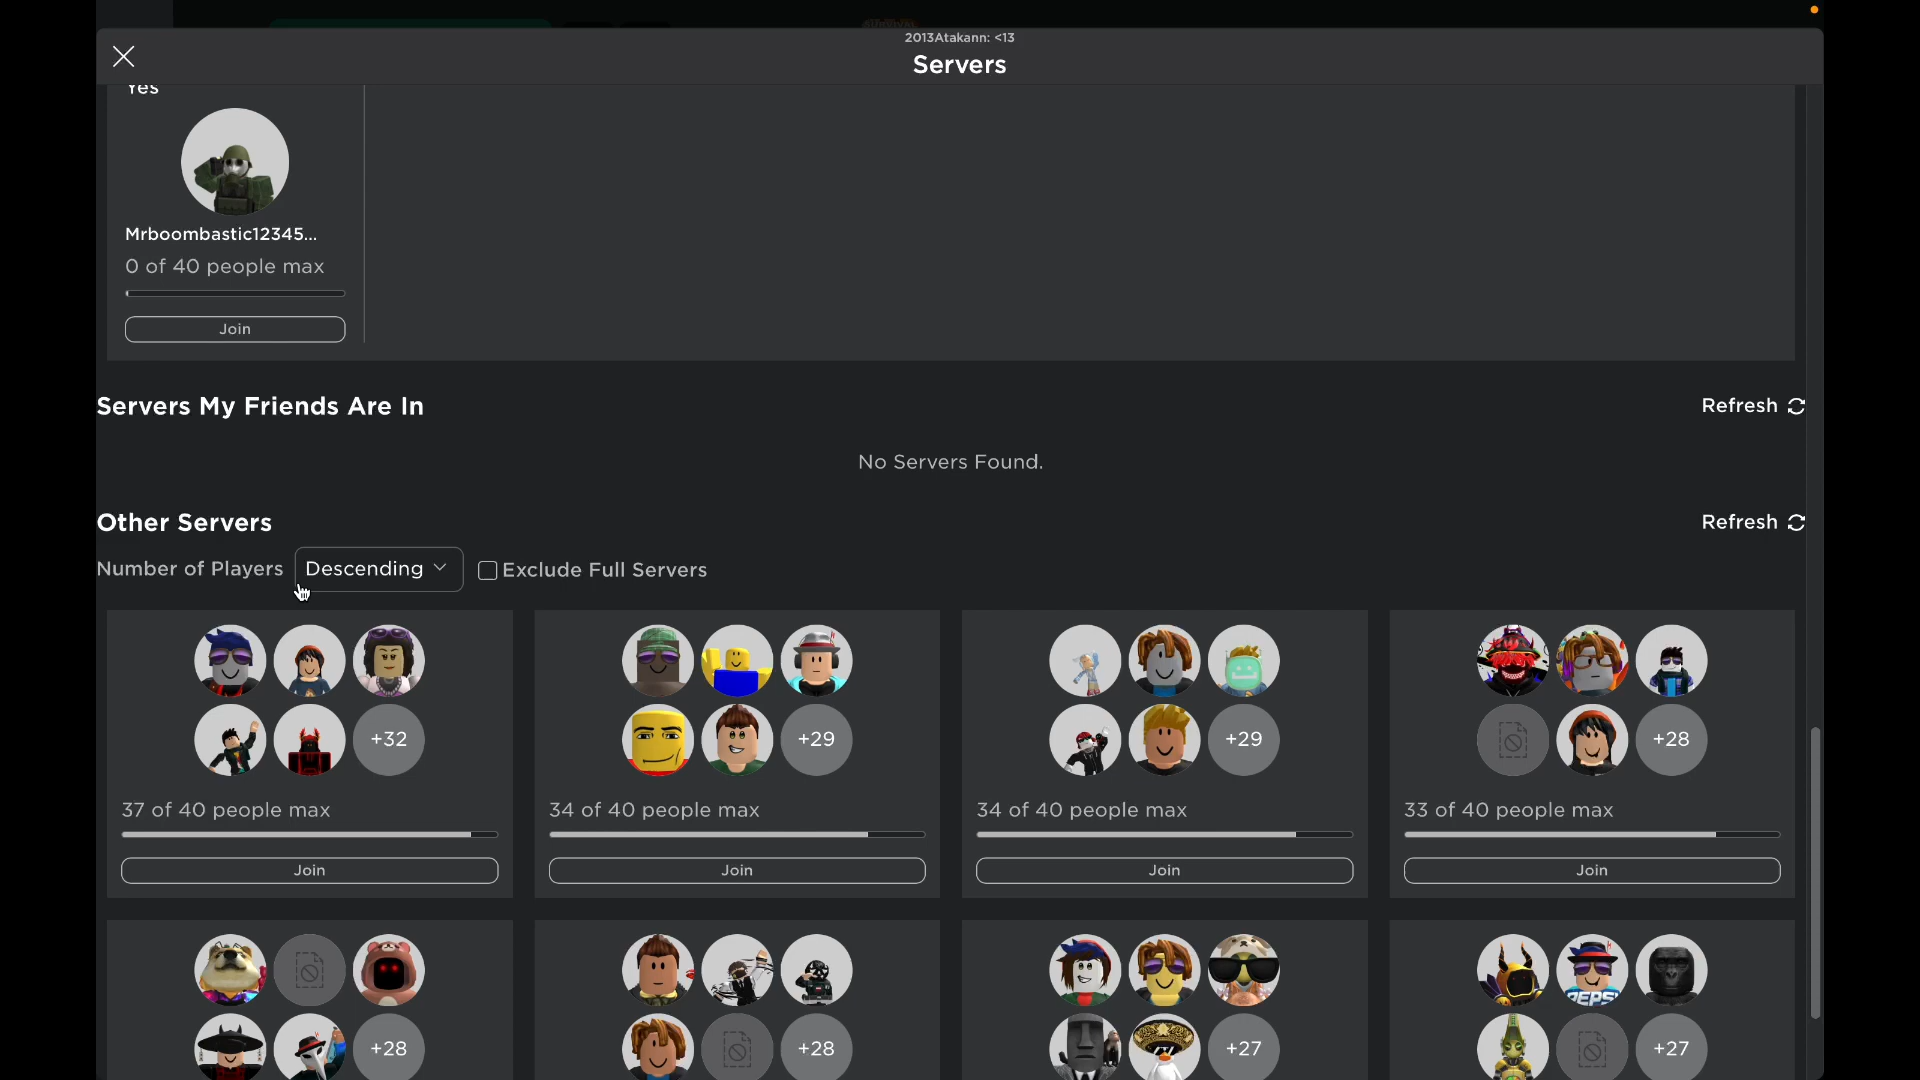 2013Atakann: <13
Servers
Yes
Mrboombastic12345...
0 of 40 people max
Join
Servers My Friends Are In
Refresh
No Servers Found.
Other Servers
Refresh
Number of Players
Descending
Exclude Full Servers
+32
+29
+29
+28
37 of 40 people max
34 of 40 people max
34 of 40 people max
33 of 40 people max
Join
Join
Join
Join
PEPSI
+28
+28
+27
+27